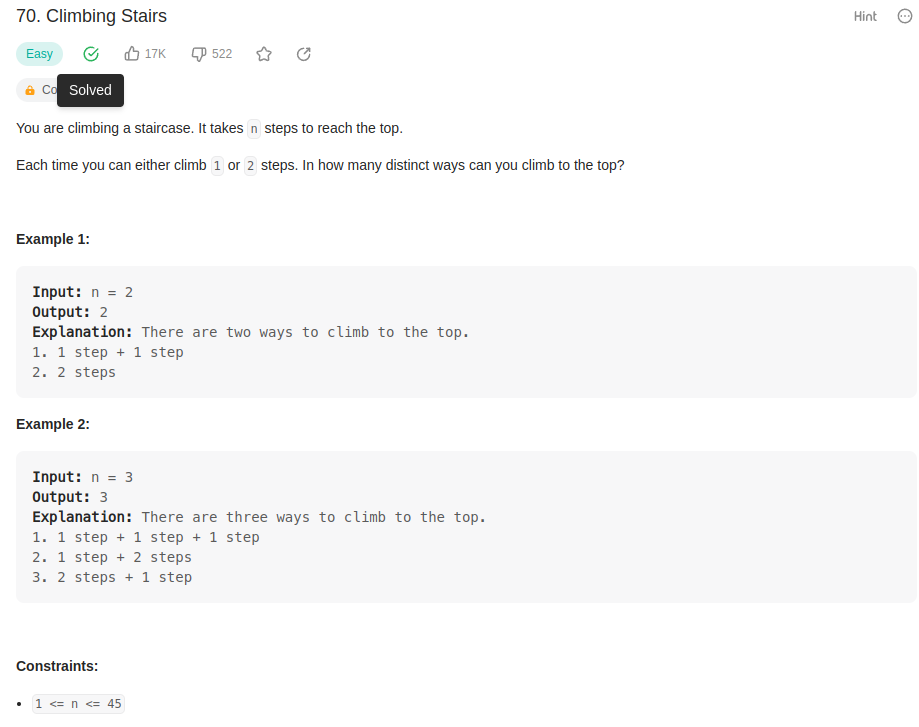 70. Climbing Stairs
Hint
Easy
17K
522
Co
Solved
You are climbing a staircase. It takes n steps to reach the top.
Each time you can either climb 1 or 2 steps. In how many distinct ways can you climb to the top?
Example 1:
Input: n = 2
Output: 2
Explanation: There are two ways to climb to the top.
1. 1 step + 1 step
2. 2 steps
Example 2:
Input: n = 3
Output: 3
Explanation: There are three ways to climb to the top.
1. 1 step + 1 step + 1 step
2. 1 step + 2 steps
3. 2 steps + 1 step
Constraints:
• 1 <= n <= 45